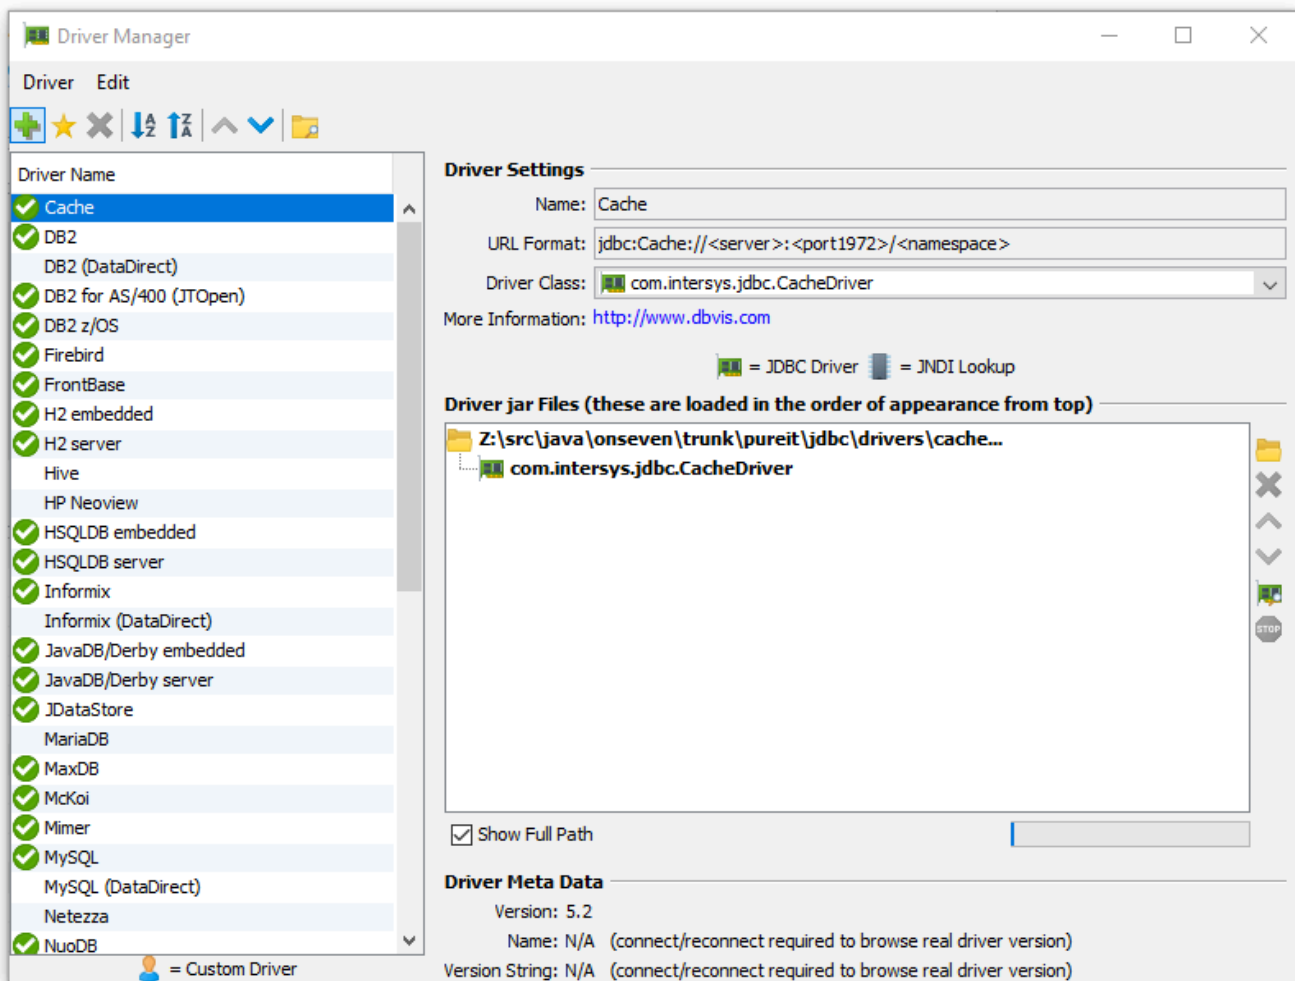 Driver Manager
Driver Edit
Driver Name
Cache
DB2
DB2 (DataDirect)
DB2 for AS/400 (JTOpen)
DB2 z/OS
Firebird
FrontBase
H2 embedded
H2 server
Hive
HP Neoview
HSQLDB embedded
HSQLDB server
Informix
Informix (DataDirect)
JavaDB/Derby embedded
JavaDB/Derby server
JDataStore
MariaDB
MaxDB
McKoi
Mimer
MySQL
MySQL (DataDirect)
Netezza
NuoDB
= Custom Driver
Driver Settings
Name: Cache
URL Format: jdbc:Cache://<server>:<port1972>/<namespace>
Driver Class: com.intersys.jdbc.CacheDriver
More Information: http://www.dbvis.com
= JDBC Driver = JNDI Lookup
Driver jar Files (these are loaded in the order of appearance from top)
Z:\src\java\onseven\trunk\pureit\jdbc\drivers\cache...
com.intersys.jdbc.CacheDriver
STOP
Show Full Path
Driver Meta Data
Version: 5.2
Name: N/A (connect/reconnect required to browse real driver version)
Version String: N/A (connect/reconnect required to browse real driver version)